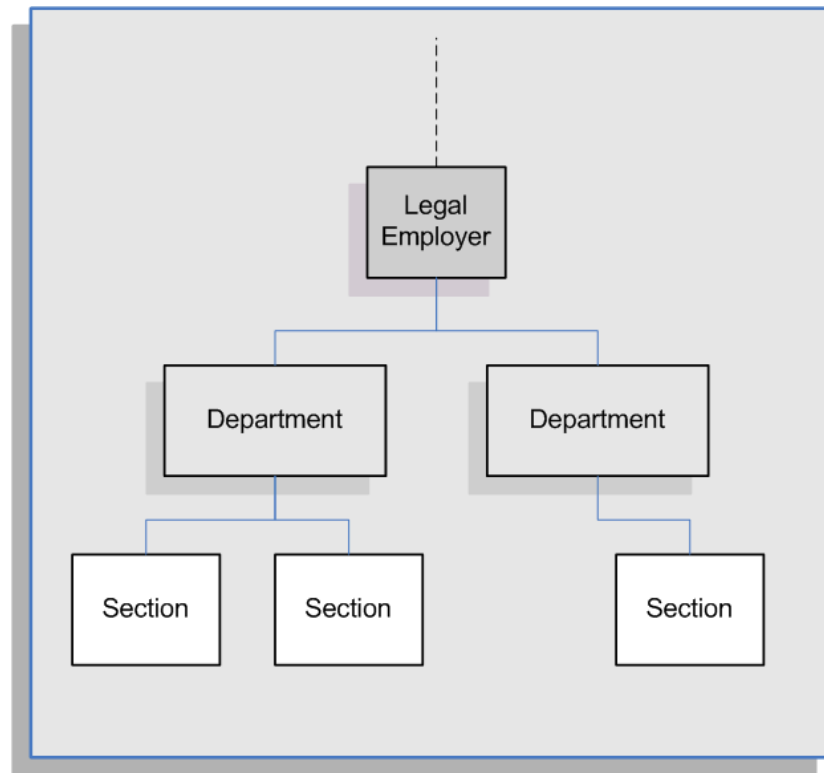 Legal
Employer
Department
Department
Section
Section
Section